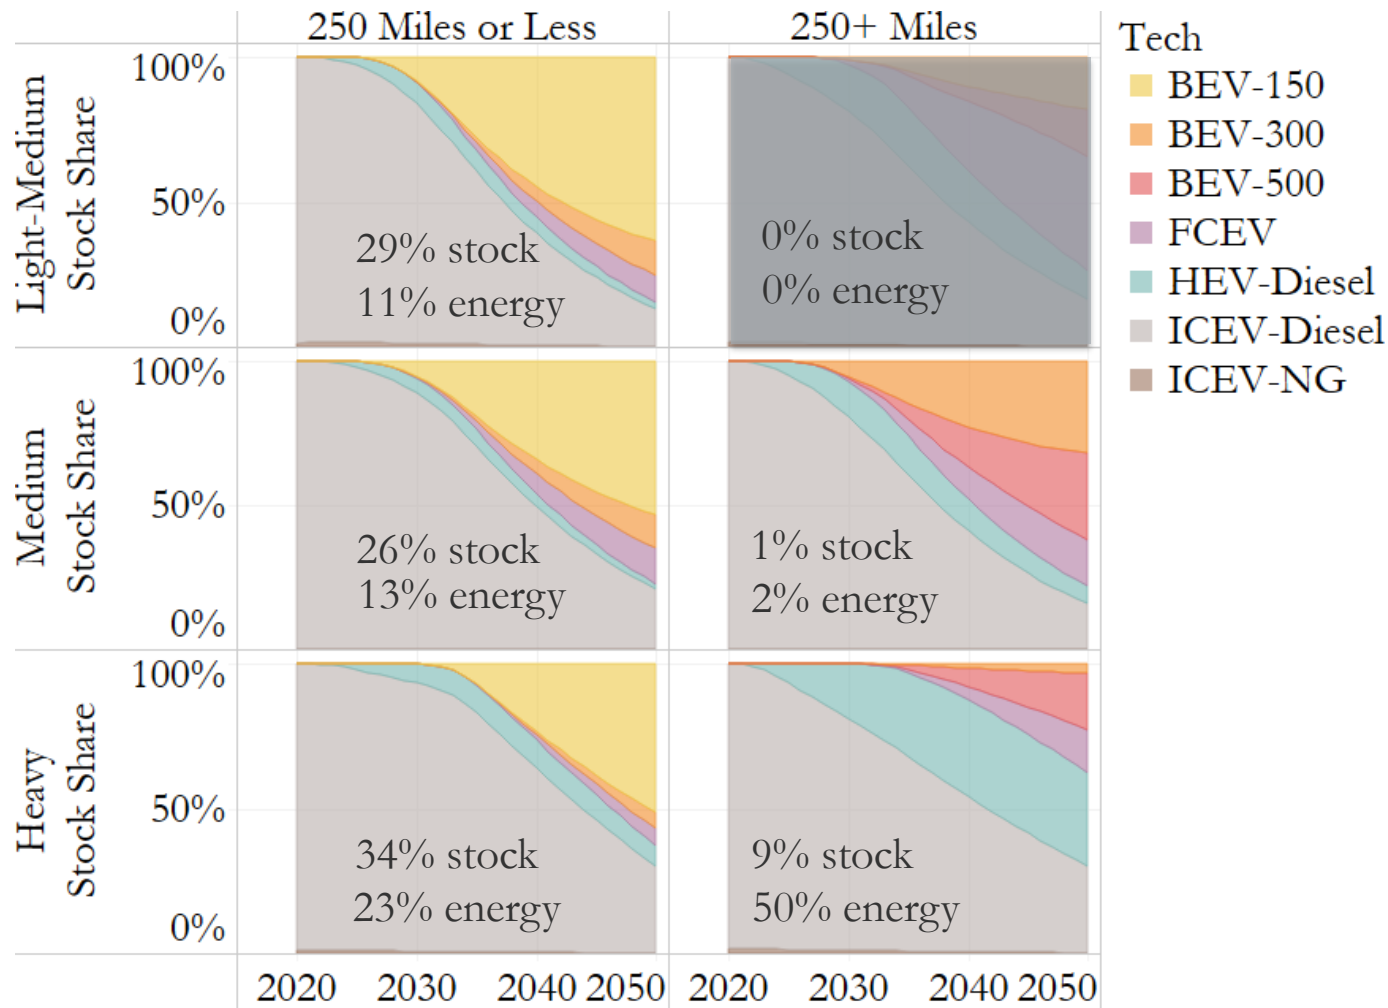 250 Miles or Less
250+ Miles
Tech
BEV-150
BEV-300
BEV-500
FCEV
HEV-Diesel
ICEV-Diesel
ICEV-NG
Light-Medium
Stock Share
100%
50%
0%
29% stock
11% energy
0% stock
0% energy
Medium
Stock Share
100%
50%
0%
26% stock
13% energy
1% stock
2% energy
Heavy
Stock Share
100%
50%
0%
34% stock
23% energy
9% stock
50% energy
2020 2030 2040 2050
2020 2030 2040 2050